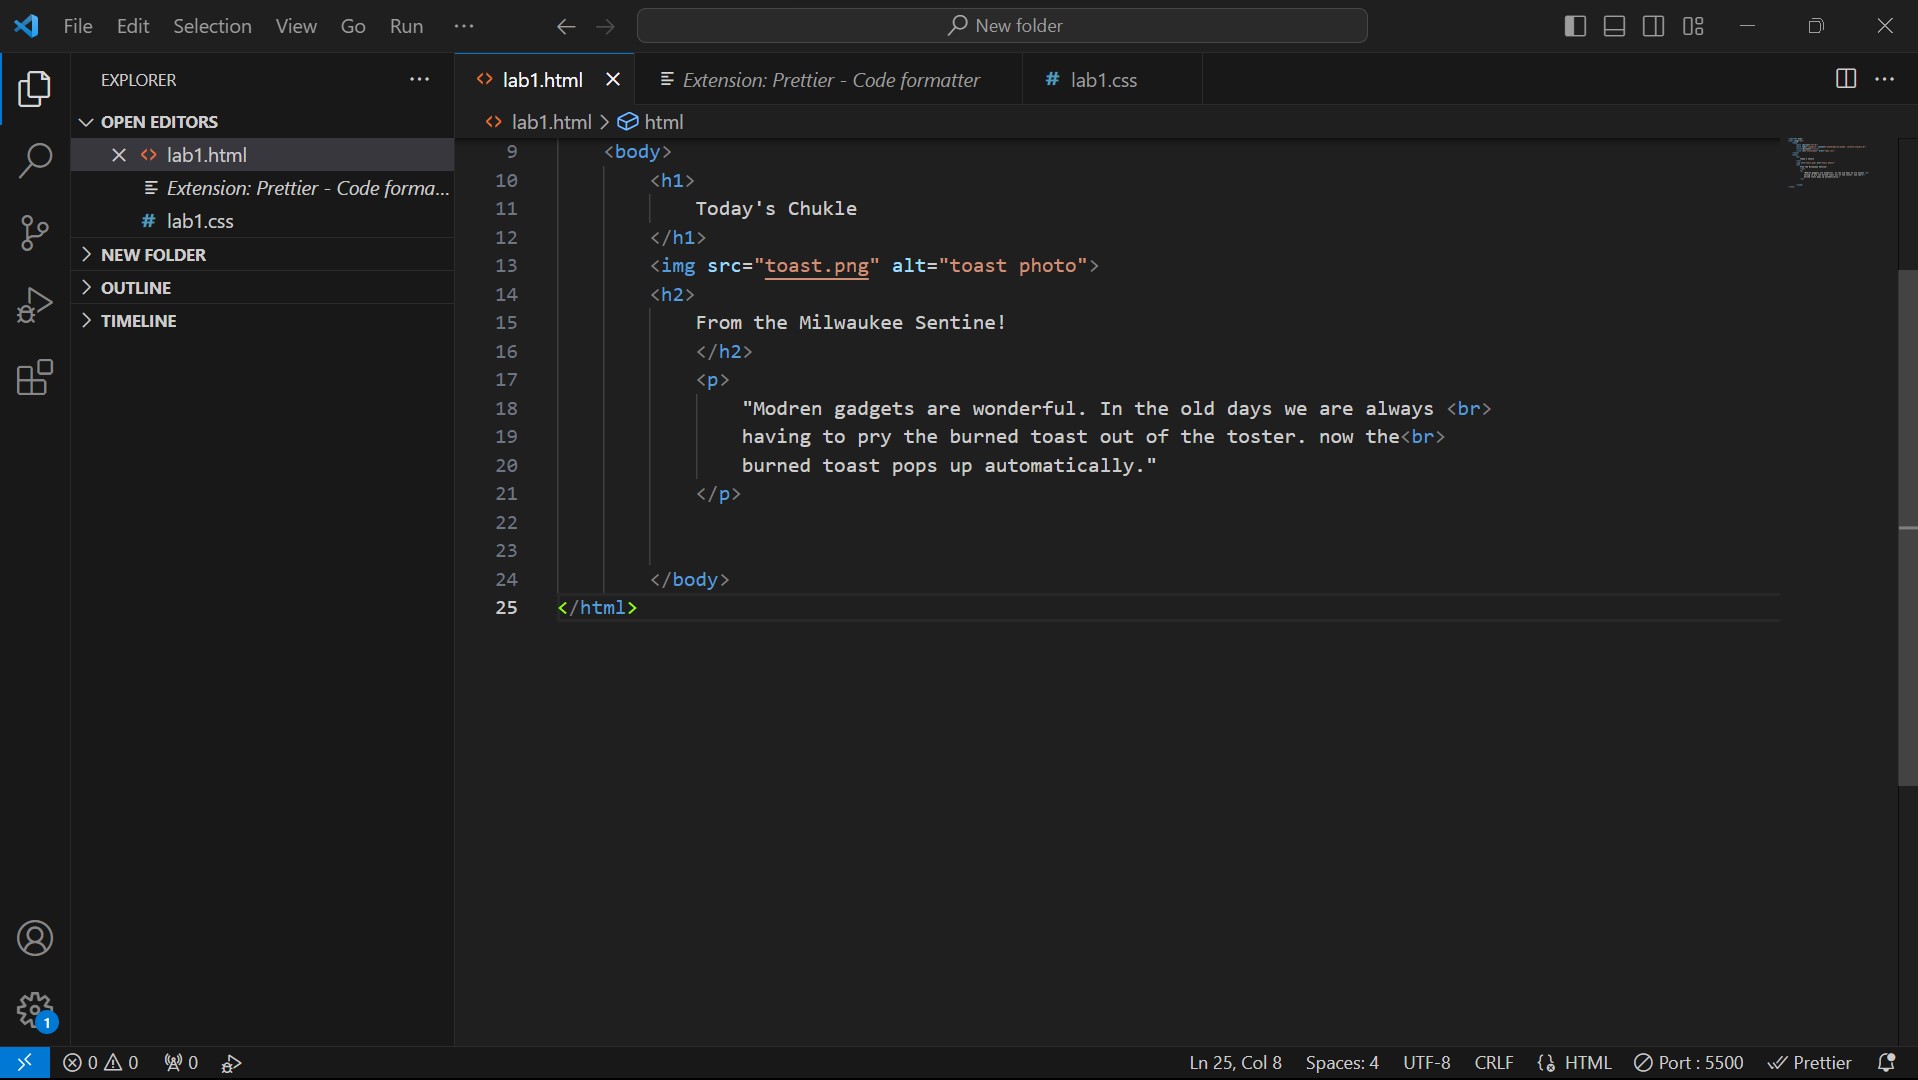 File Edit Selection View Go Run ···
New folder
EXPLORER ···
OPEN EDITORS
lab1.html
Extension: Prettier - Code forma...
lab1.css
NEW FOLDER
OUTLINE
TIMELINE
lab1.html
Extension: Prettier - Code formatter
# lab1.css
lab1.html > html
9 <body>
10 <h1>
11 Today's Chukle
12 </h1>
13 <img src="toast.png" alt="toast photo">
14 <h2>
15 From the Milwaukee Sentine!
16 </h2>
17 <p>
18 "Modren gadgets are wonderful. In the old days we are always <br>
19 having to pry the burned toast out of the toster. now the<br>
20 burned toast pops up automatically."
21 </p>
22
23
24 </body>
25 </html>
1
0 0 0
Ln 25, Col 8 Spaces: 4 UTF-8 CRLF {} HTML Port : 5500 Prettier